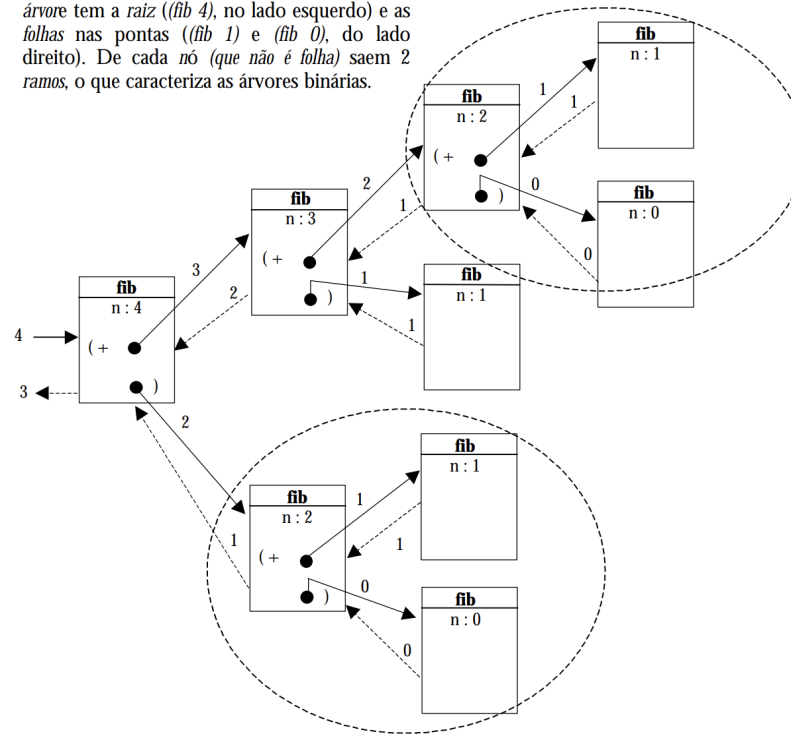 árvore tem a raiz ((fib 4), no lado esquerdo) e as
folhas nas pontas ((fib 1) e (fib 0), do lado
direito). De cada nó (que não é folha) saem 2
ramos, o que caracteriza as árvores binárias.
fib
n : 1
1
1
fib
n : 2
( +
)
0
fib
n : 0
0
2
1
fib
n : 3
( +
)
1
fib
n : 1
1
3
2
fib
n : 4
4
( +
)
3
2
1
fib
n : 1
1
1
fib
n : 2
( +
)
0
fib
n : 0
0